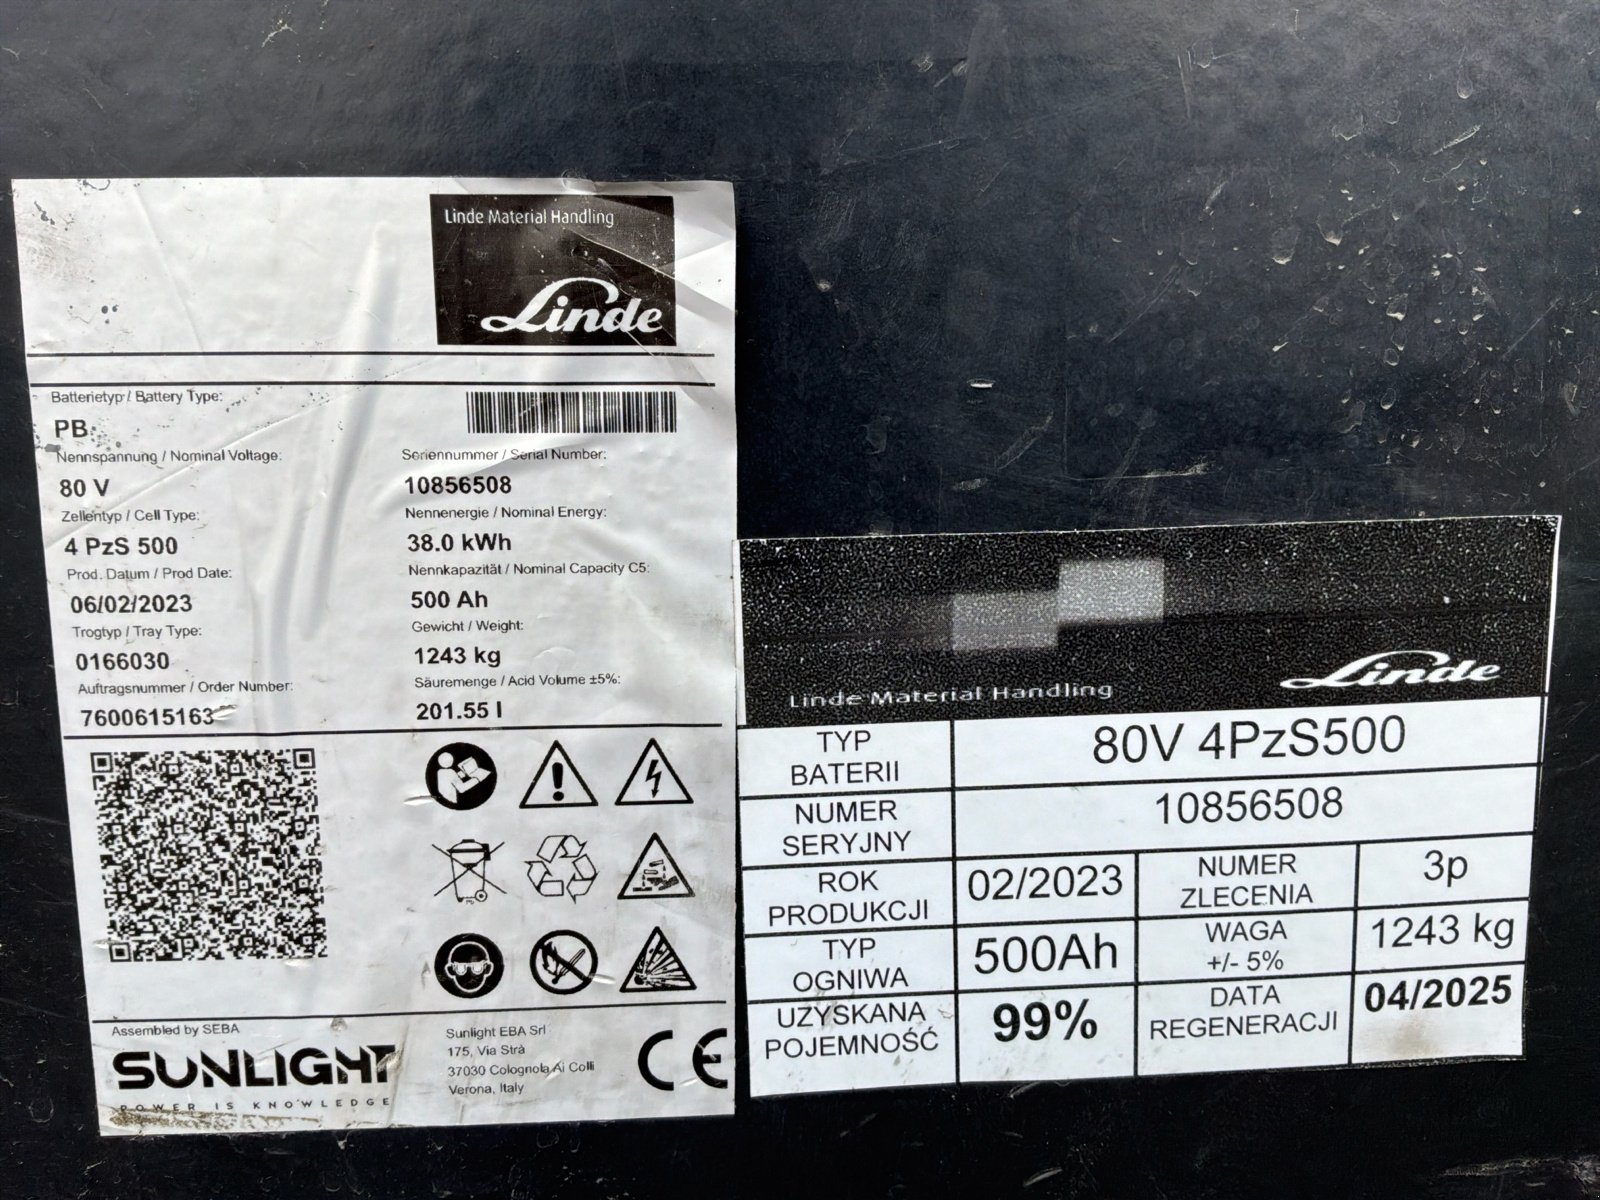 Linde Material Handling
Linde
Batterietyp / Battery Type:
PB
Nennspannung / Nominal Voltage:
80 V
Zellentyp / Cell Type:
4 PzS 500
Prod. Datum / Prod Date:
06/02/2023
Trogtyp / Tray Type:
0166030
Auftragsnummer / Order Number:
7600615163
Seriennummer / Serial Number:
10856508
Nennenergie / Nominal Energy:
38.0 kWh
Nennkapazität / Nominal Capacity C5:
500 Ah
Gewicht / Weight:
1243 kg
Säuremenge / Acid Volume ±5%:
201.55 l
Pb
Assembled by SEBA
SUNLIGHT
POWER IS KNOWLEDGE
Sunlight EBA Srl
175, Via Strà
37030 Colognola Ai Colli
Verona, Italy
CE
Linde Material Handling
Linde
TYP
BATERII
80V 4PzS500
NUMER
SERYJNY
10856508
ROK
PRODUKCJI
02/2023
NUMER
ZLECENIA
3p
TYP
OGNIWA
500Ah
WAGA
+/- 5%
1243 kg
UZYSKANA
POJEMNOŚĆ
99%
DATA
REGENERACJI
04/2025